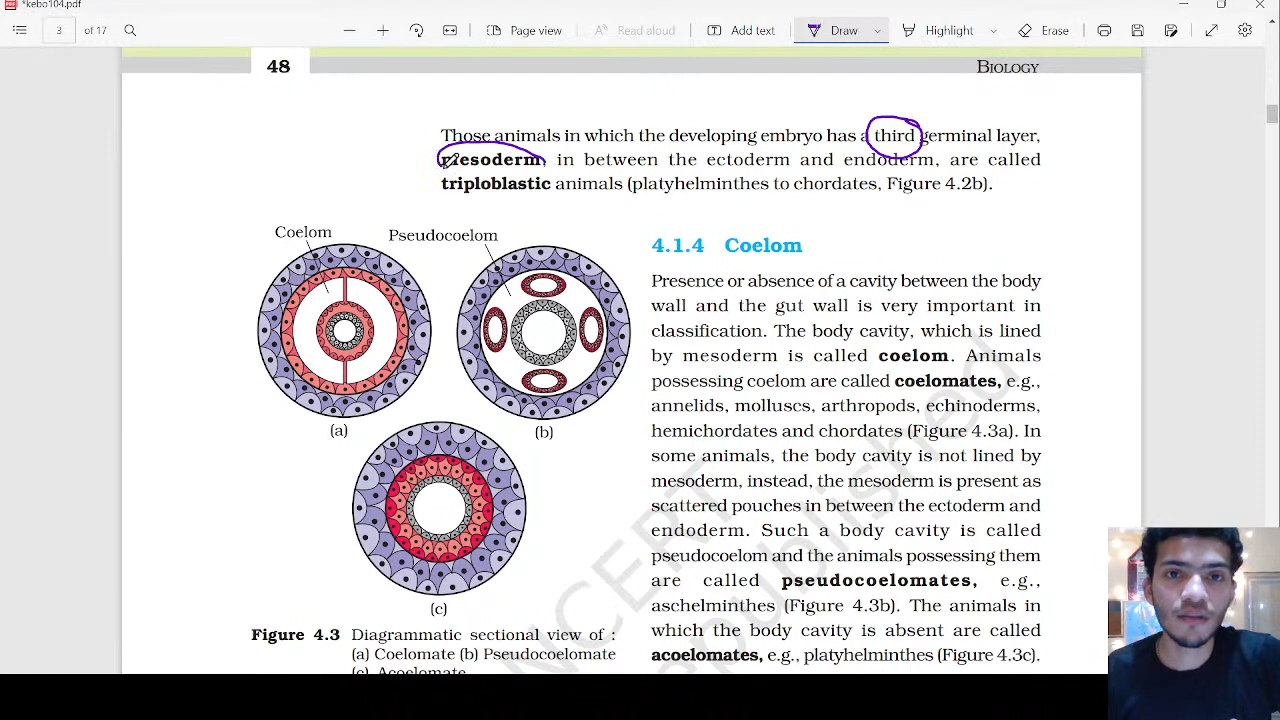 *kebo104.pdf
3 of 17
Page view
Read aloud
Add text
Draw
Highlight
Erase
48
BIOLOGY
Those animals in which the developing embryo has a third germinal layer,
mesoderm, in between the ectoderm and endoderm, are called
triploblastic animals (platyhelminthes to chordates, Figure 4.2b).
Coelom
Pseudocoelom
(a)
(b)
(c)
Figure 4.3 Diagrammatic sectional view of :
(a) Coelomate (b) Pseudocoelomate
(c) Acoelomate
4.1.4 Coelom
Presence or absence of a cavity between the body
wall and the gut wall is very important in
classification. The body cavity, which is lined
by mesoderm is called coelom. Animals
possessing coelom are called coelomates, e.g.,
annelids, molluscs, arthropods, echinoderms,
hemichordates and chordates (Figure 4.3a). In
some animals, the body cavity is not lined by
mesoderm, instead, the mesoderm is present as
scattered pouches in between the ectoderm and
endoderm. Such a body cavity is called
pseudocoelom and the animals possessing them
are called pseudocoelomates, e.g.,
aschelminthes (Figure 4.3b). The animals in
which the body cavity is absent are called
acoelomates, e.g., platyhelminthes (Figure 4.3c).
NCERT
published